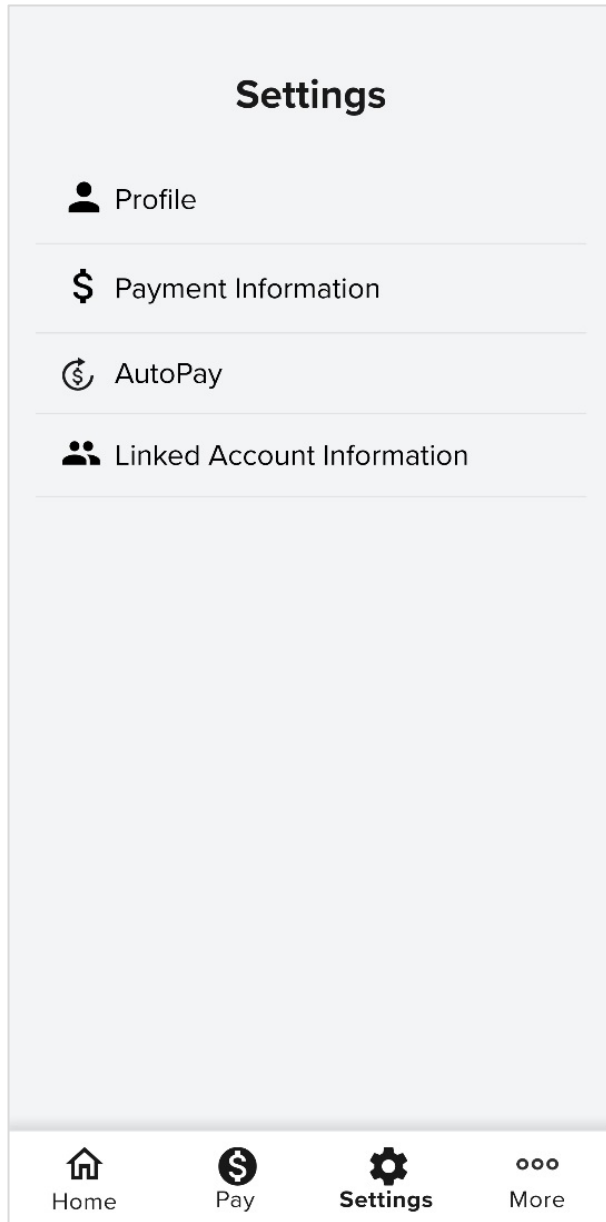 Settings
Profile
Payment Information
AutoPay
Linked Account Information
Home
Pay
Settings
More